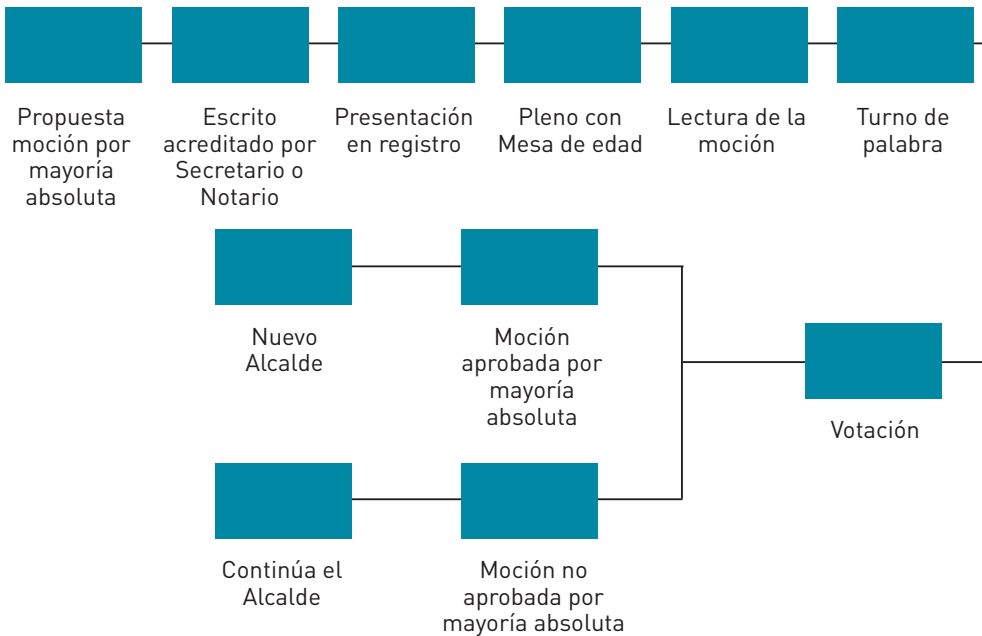 Propuesta
moción por
mayoría
absoluta
Escrito
acreditado por
Secretario o
Notario
Presentación
en registro
Pleno con
Mesa de edad
Lectura de la
moción
Turno de
palabra
Votación
Moción
aprobada por
mayoría
absoluta
Nuevo
Alcalde
Moción no
aprobada por
mayoría absoluta
Continúa el
Alcalde